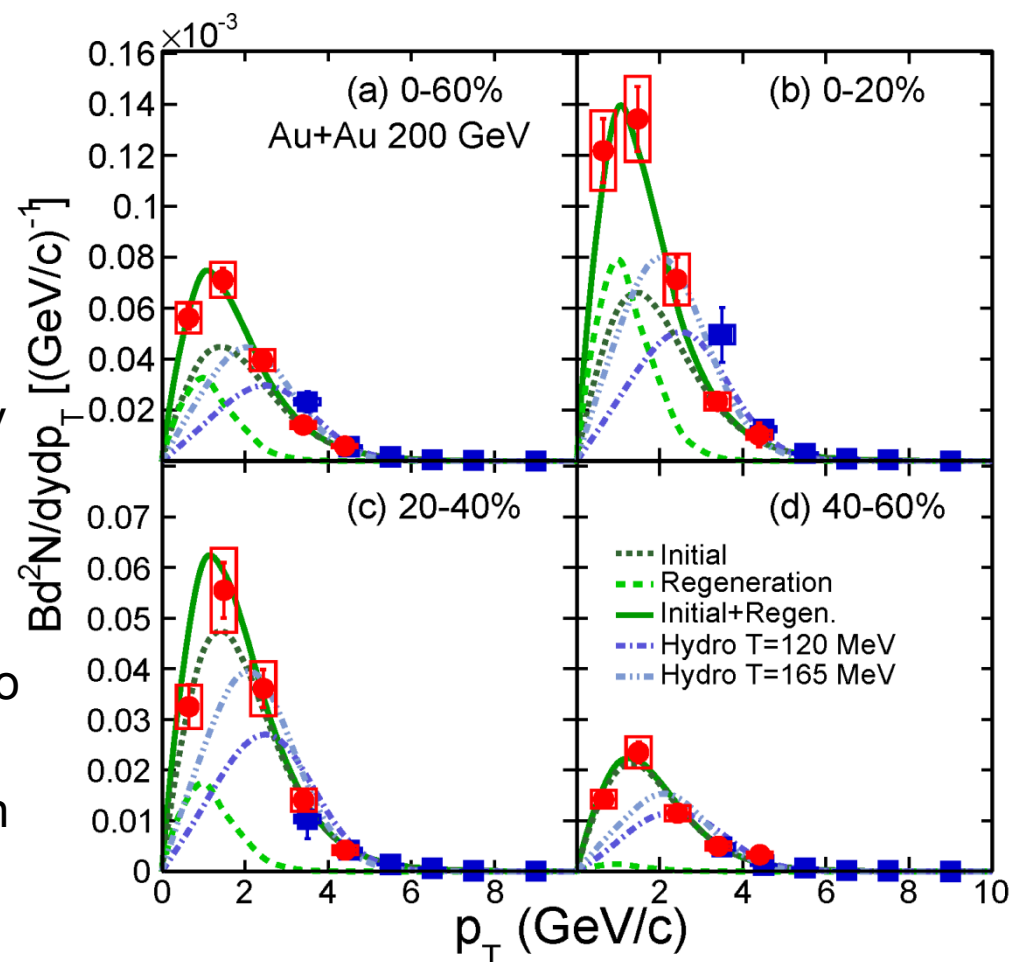 ×10⁻³
0.16
0.14
0.12
0.1
0.08
0.06
0.04
0.02
(a) 0-60%
Au+Au 200 GeV
(b) 0-20%
Bd²N/dydp_T [(GeV/c)⁻¹]
y
o
n
0.07
0.06
0.05
0.04
0.03
0.02
0.01
0
(c) 20-40%
(d) 40-60%
Initial
Regeneration
Initial+Regen.
Hydro T=120 MeV
Hydro T=165 MeV
0 2 4 6 8 2 4 6 8 10
p_T (GeV/c)